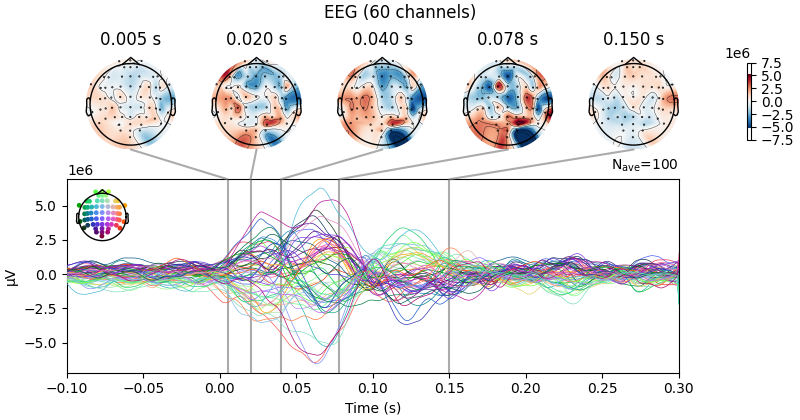 EEG (60 channels)
0.005 s
0.020 s
0.040 s
0.078 s
0.150 s
1e6
7.5
5.0
2.5
0.0
−2.5
−5.0
−7.5
Nave=100
1e6
5.0
2.5
0.0
−2.5
−5.0
µV
−0.10
−0.05
0.00
0.05
0.10
0.15
0.20
0.25
0.30
Time (s)